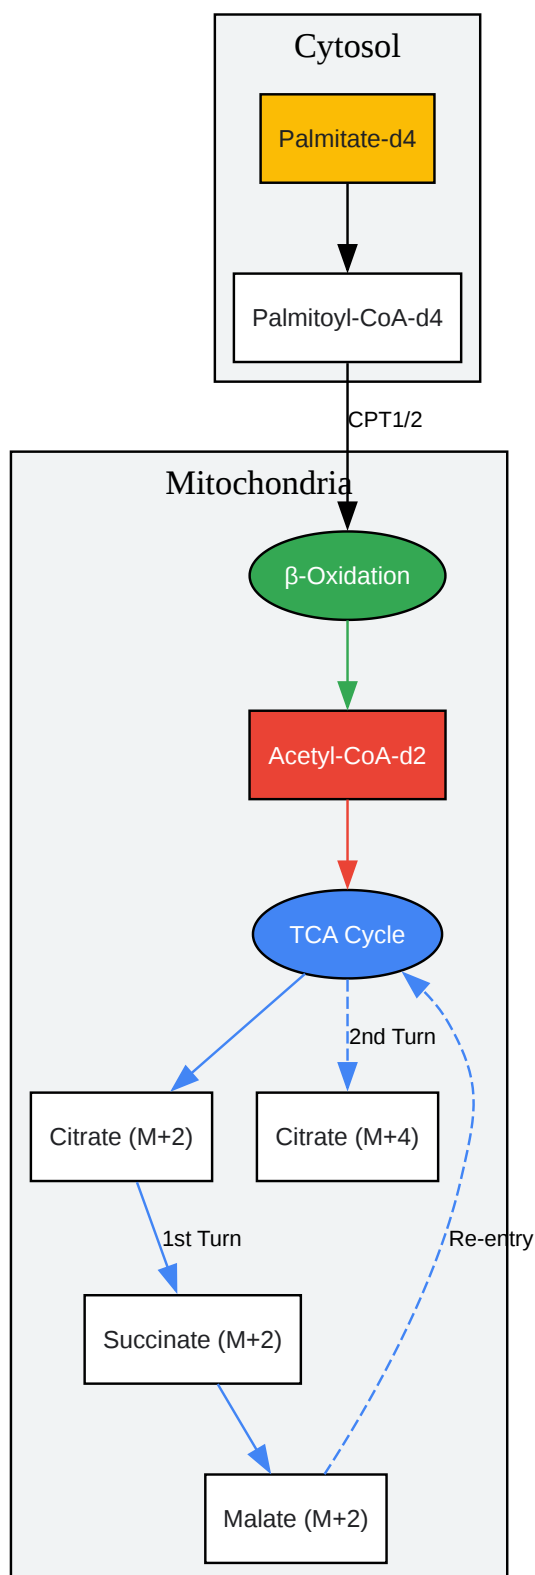 Cytosol
Palmitate-d4
Palmitoyl-CoA-d4
CPT1/2
Mitochondria
β-Oxidation
Acetyl-CoA-d2
TCA Cycle
2nd Turn
Citrate (M+2)
Citrate (M+4)
1st Turn
Re-entry
Succinate (M+2)
Malate (M+2)